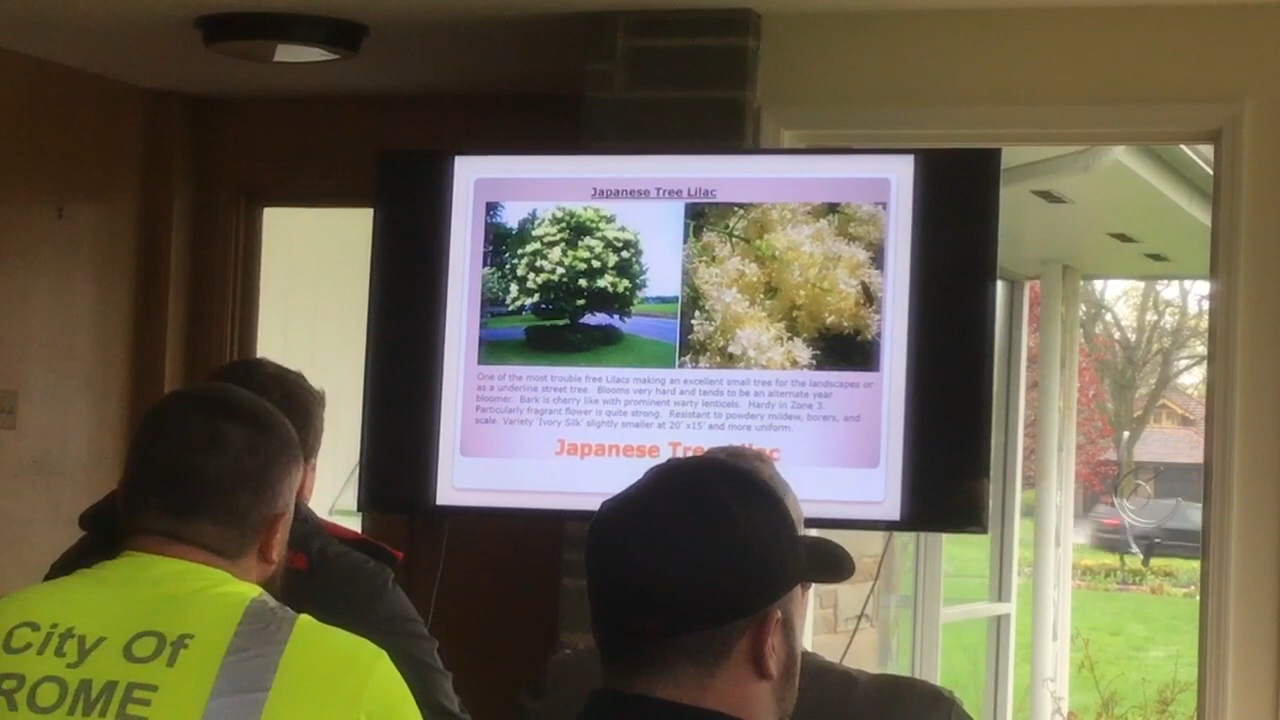 Japanese Tree Lilac
One of the most trouble free Lilacs making an excellent small tree for the landscapes or
as a underline street tree. Blooms very hard and tends to be an alternate year
bloomer. Bark is cherry like with prominent warty lenticels. Hardy in Zone 3.
Particularly fragrant flower is quite strong. Resistant to powdery mildew, borers, and
scale. Variety 'Ivory Silk' slightly smaller at 20' x15' and more uniform.
Japanese Tree Lilac
City Of
ROME